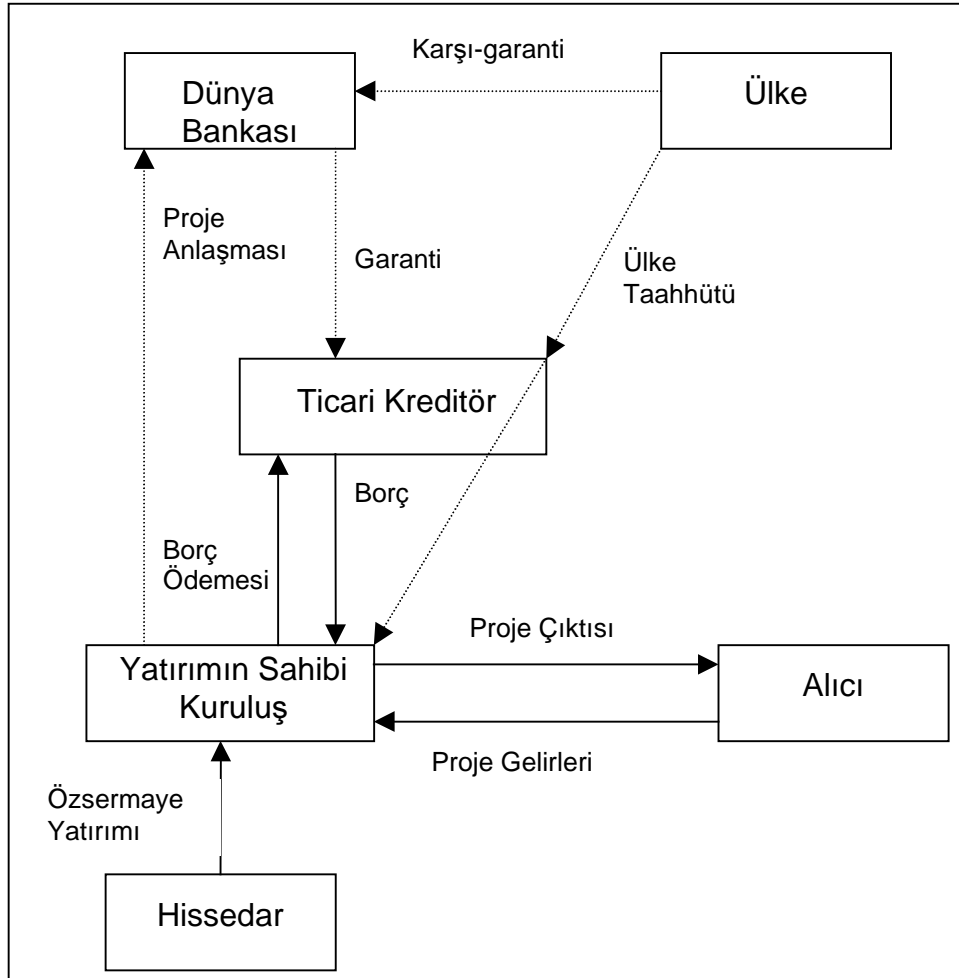 Karşı-garanti
Dünya
Bankası
Ülke
Proje
Anlaşması
Garanti
Ülke
Taahhütü
Ticari Kreditör
Borç
Borç
Ödemesi
Proje Çıktısı
Yatırımın Sahibi
Kuruluş
Alıcı
Proje Gelirleri
Özsermaye
Yatırımı
Hissedar